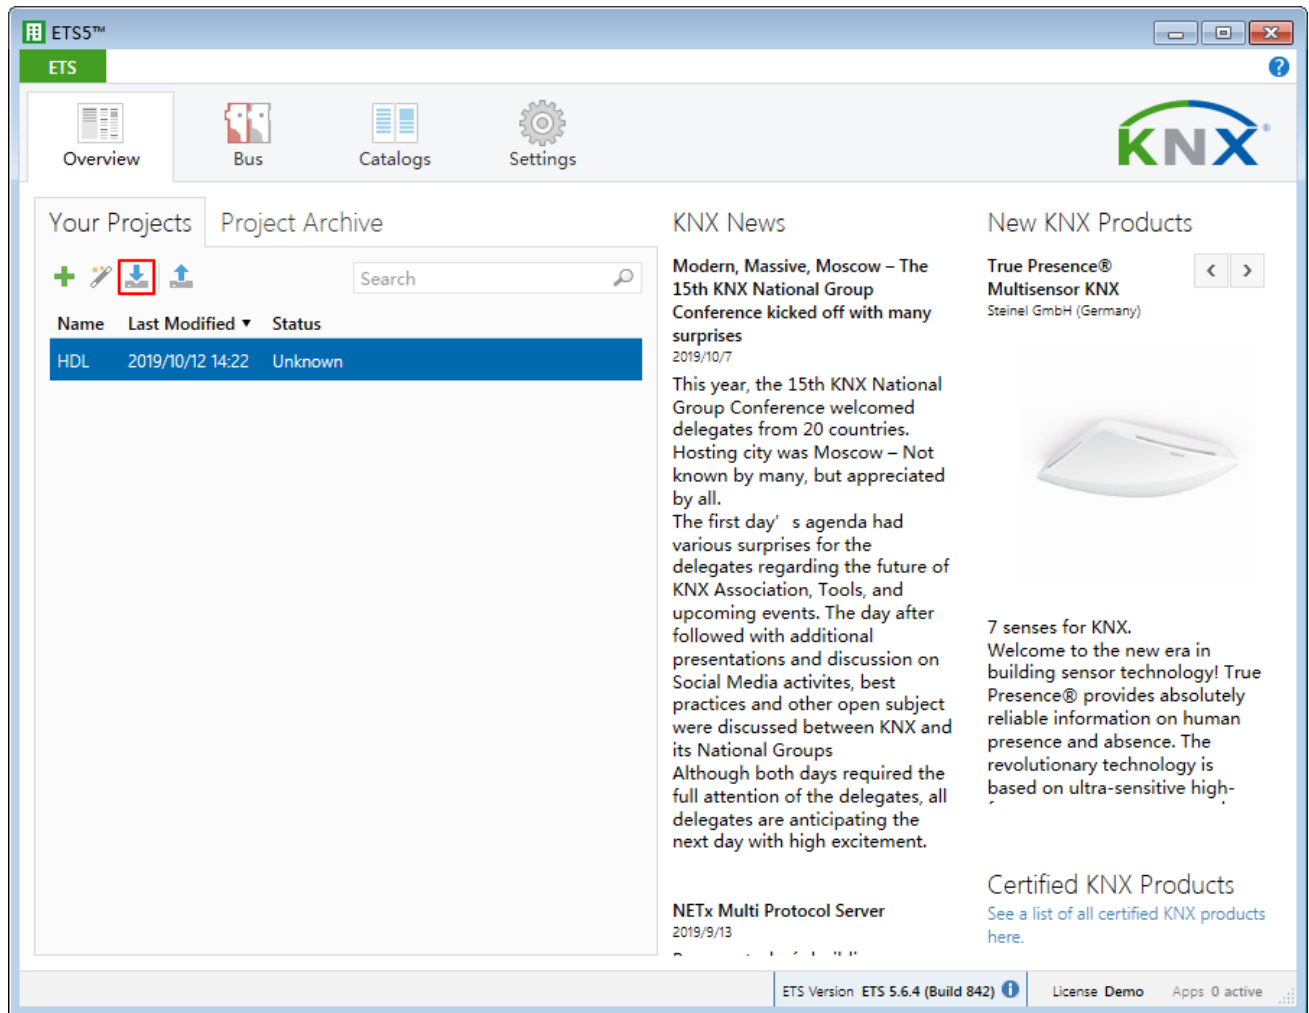 ETS5™
ETS
Overview
Bus
Catalogs
Settings
KNX
®
Your Projects
Project Archive
Search
Name
Last Modified ▼
Status
HDL
2019/10/12 14:22
Unknown
KNX News
Modern, Massive, Moscow – The
15th KNX National Group
Conference kicked off with many
surprises
2019/10/7
This year, the 15th KNX National
Group Conference welcomed
delegates from 20 countries.
Hosting city was Moscow – Not
known by many, but appreciated
by all.
The first day’ s agenda had
various surprises for the
delegates regarding the future of
KNX Association, Tools, and
upcoming events. The day after
followed with additional
presentations and discussion on
Social Media activites, best
practices and other open subject
were discussed between KNX and
its National Groups
Although both days required the
full attention of the delegates, all
delegates are anticipating the
next day with high excitement.
NETx Multi Protocol Server
2019/9/13
New KNX Products
True Presence®
Multisensor KNX
Steinel GmbH (Germany)
7 senses for KNX.
Welcome to the new era in
building sensor technology! True
Presence® provides absolutely
reliable information on human
presence and absence. The
revolutionary technology is
based on ultra-sensitive high-
Certified KNX Products
See a list of all certified KNX products
here.
ETS Version ETS 5.6.4 (Build 842)
License Demo
Apps 0 active